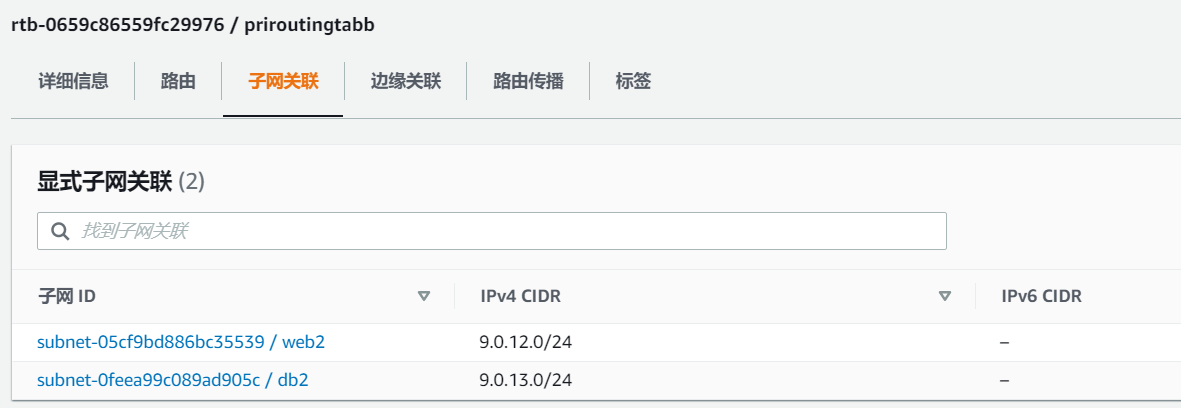 rtb-0659c86559fc29976 / priroutingtabb
详细信息 路由 子网关联 边缘关联 路由传播 标签
显式子网关联 (2)
找到子网关联
子网 ID IPv4 CIDR IPv6 CIDR
subnet-05cf9bd886bc35539 / web2 9.0.12.0/24 –
subnet-0feea99c089ad905c / db2 9.0.13.0/24 –